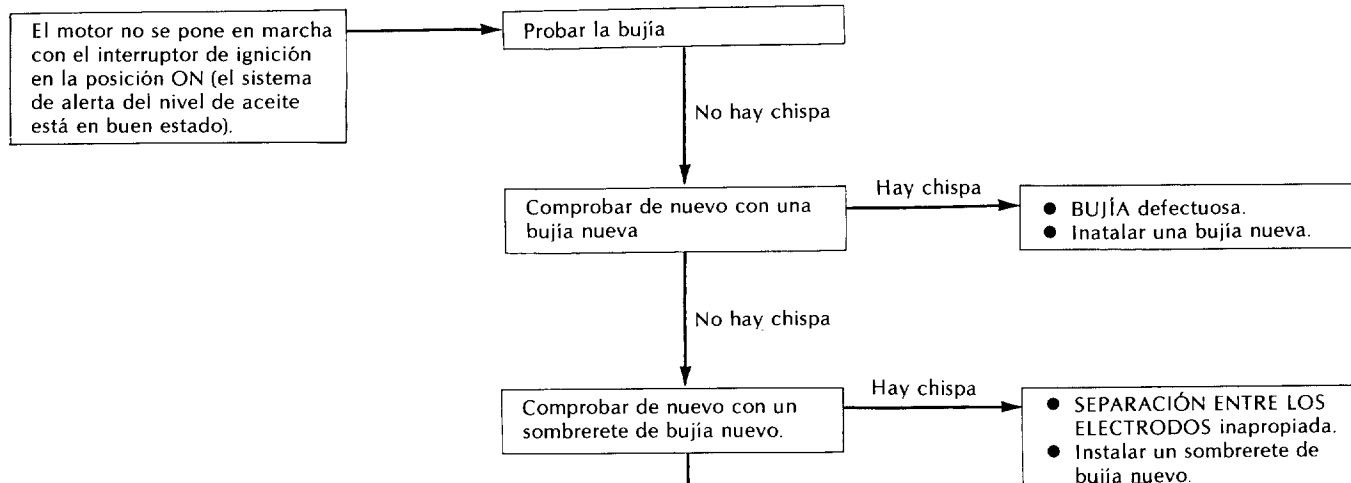 El motor no se pone en marcha
con el interruptor de ignición
en la posición ON (el sistema
de alerta del nivel de aceite
está en buen estado).
Probar la bujía
No hay chispa
Comprobar de nuevo con una
bujía nueva
Hay chispa
● BUJÍA defectuosa.
● Inatalar una bujía nueva.
No hay chispa
Comprobar de nuevo con un
sombrerete de bujía nuevo.
Hay chispa
● SEPARACIÓN ENTRE LOS
ELECTRODOS inapropiada.
● Instalar un sombrerete de
bujía nuevo.